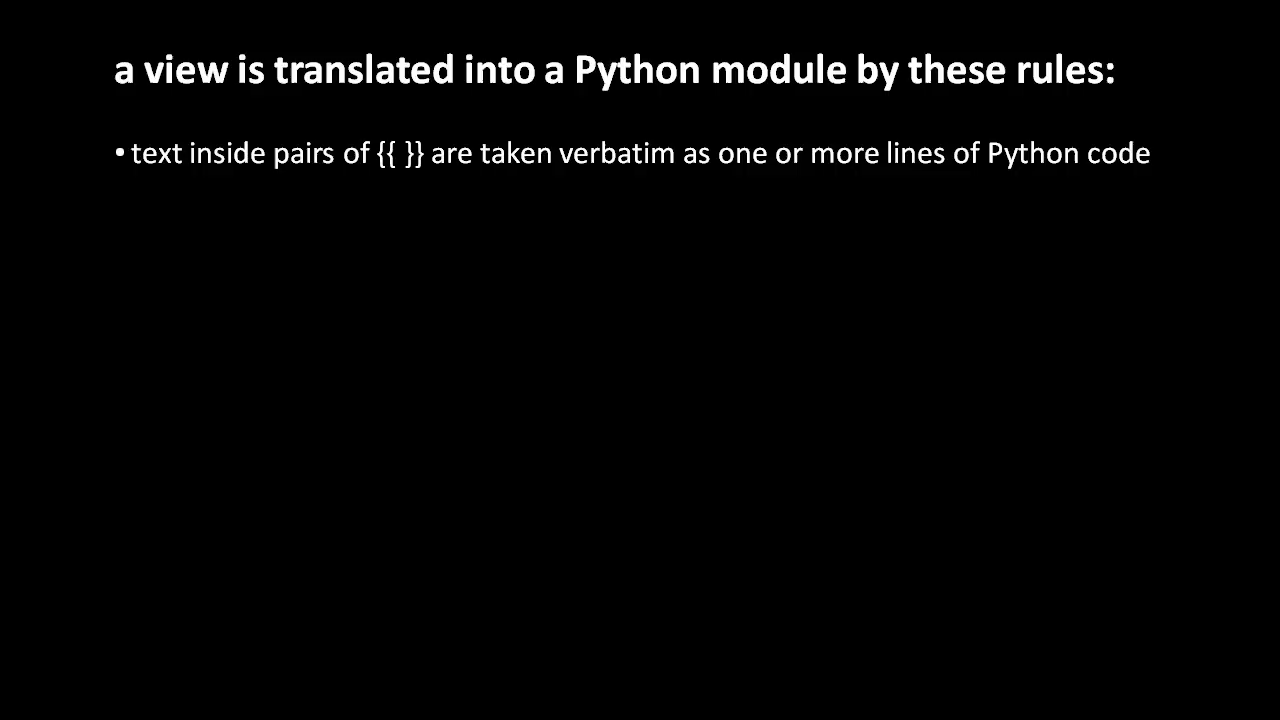 a view is translated into a Python module by these rules:
• text inside pairs of {{ }} are taken verbatim as one or more lines of Python code